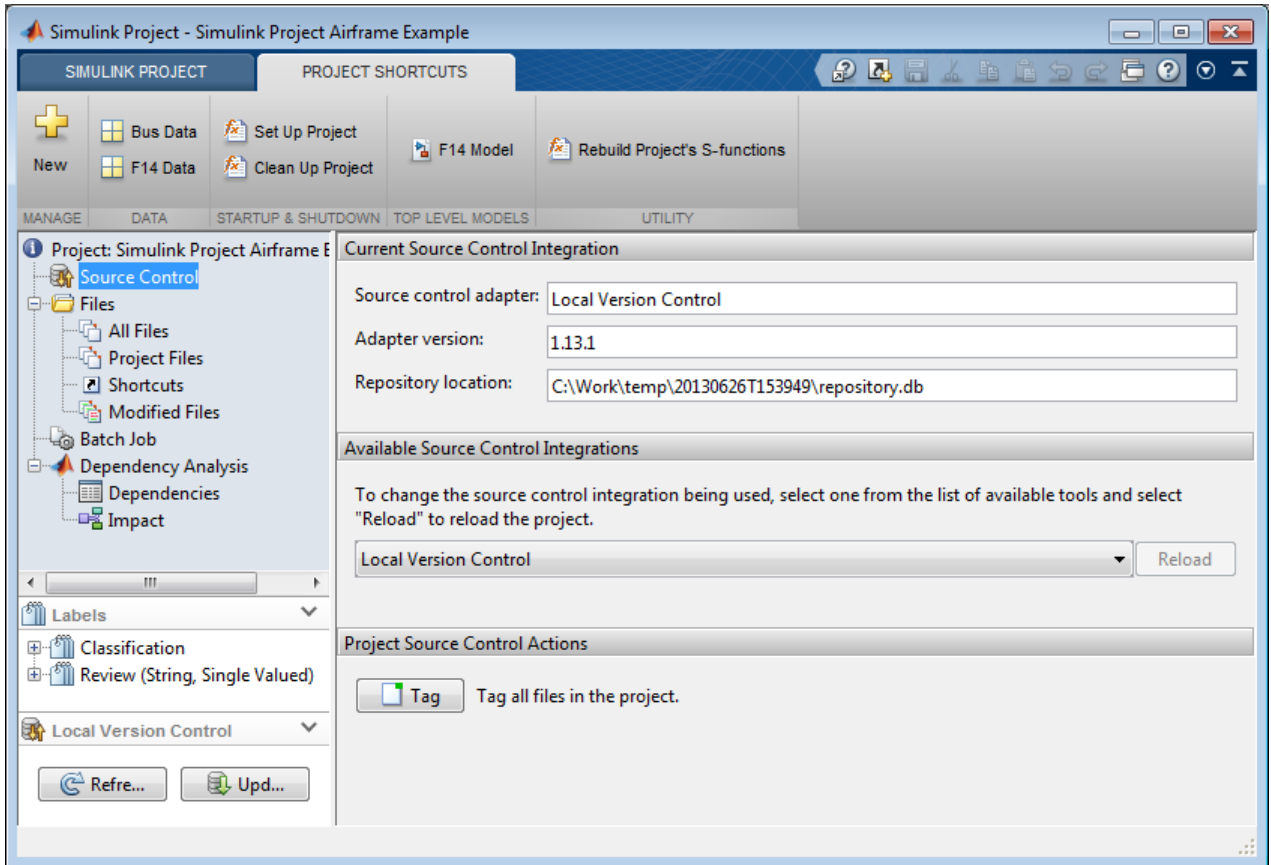 Simulink Project - Simulink Project Airframe Example
SIMULINK PROJECT
PROJECT SHORTCUTS
New
Bus Data
F14 Data
Set Up Project
Clean Up Project
F14 Model
Rebuild Project's S-functions
MANAGE
DATA
STARTUP & SHUTDOWN
TOP LEVEL MODELS
UTILITY
Project: Simulink Project Airframe E
Source Control
Files
All Files
Project Files
Shortcuts
Modified Files
Batch Job
Dependency Analysis
Dependencies
Impact
Labels
Classification
Review (String, Single Valued)
Local Version Control
Refre...
Upd...
Current Source Control Integration
Source control adapter:
Local Version Control
Adapter version:
1.13.1
Repository location:
C:\Work\temp\20130626T153949\repository.db
Available Source Control Integrations
To change the source control integration being used, select one from the list of available tools and select
"Reload" to reload the project.
Local Version Control
Reload
Project Source Control Actions
Tag
Tag all files in the project.